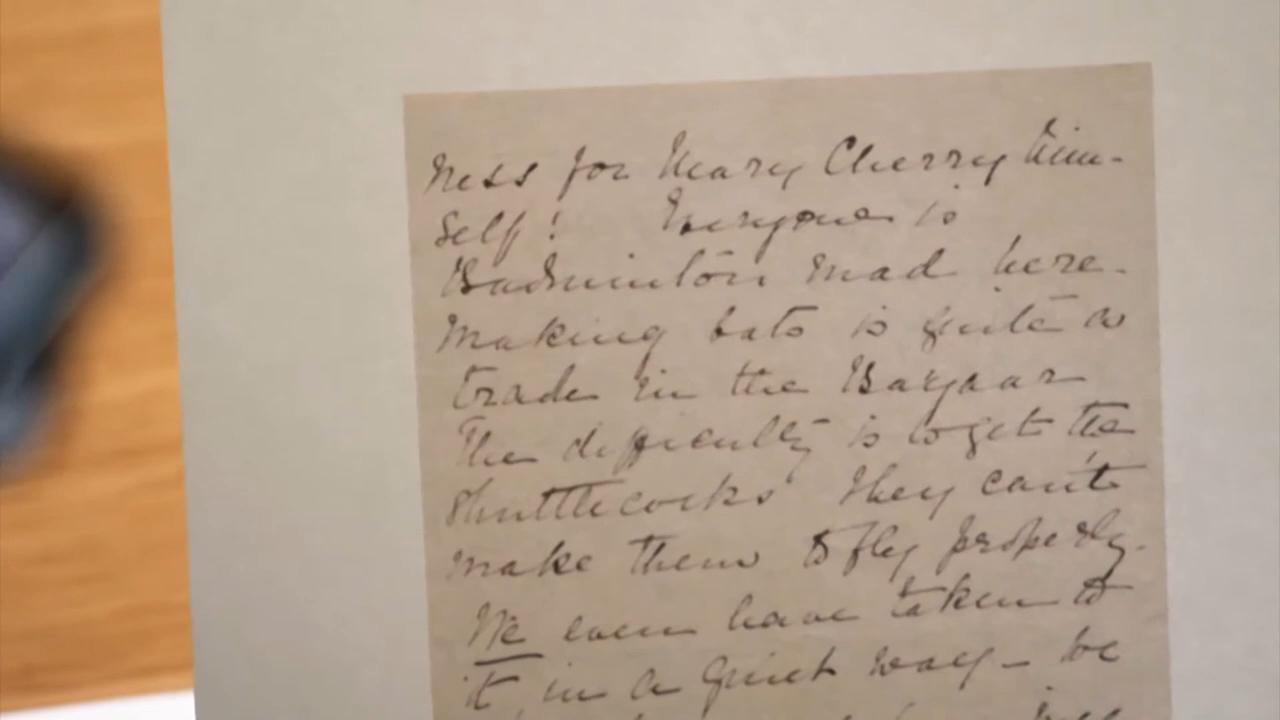 ness for Mary Cherry him-
self! Everyone is
Badminton mad here.
Making bats is quite a
trade in the Bazaar
The difficulty is to get the
shuttlecocks they can't
make them to fly properly.
We even have taken to
it in a quiet way - be